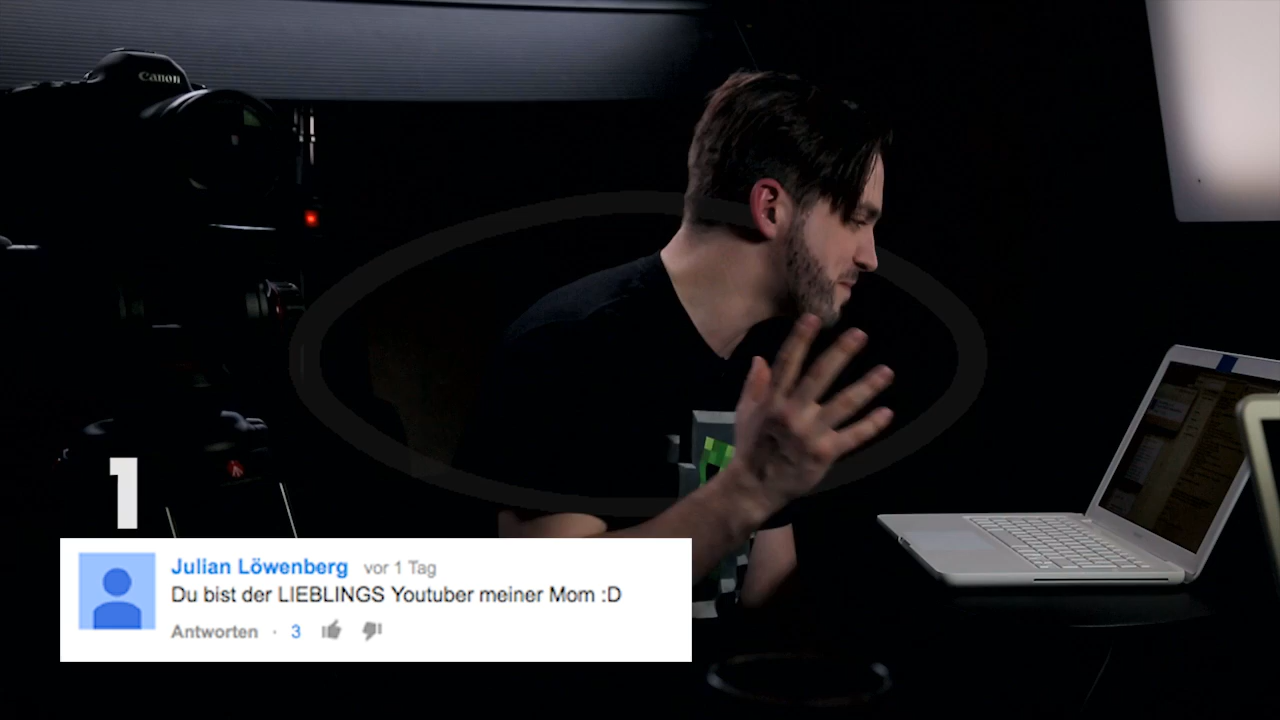 Canon
1
Julian Löwenberg vor 1 Tag
Du bist der LIEBLINGS Youtuber meiner Mom :D
Antworten · 3